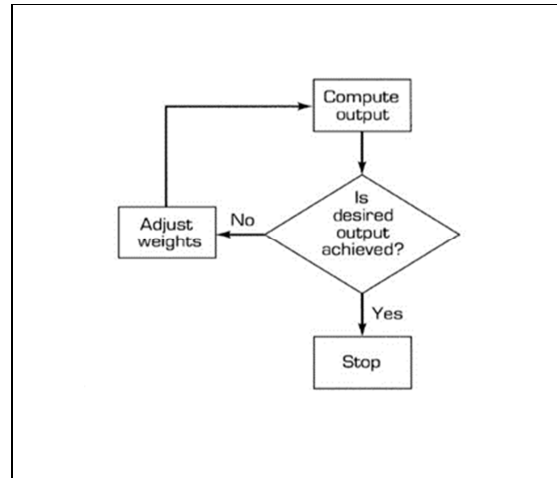 Compute
output
Is
desired
output
achieved?
No
Adjust
weights
Yes
Stop